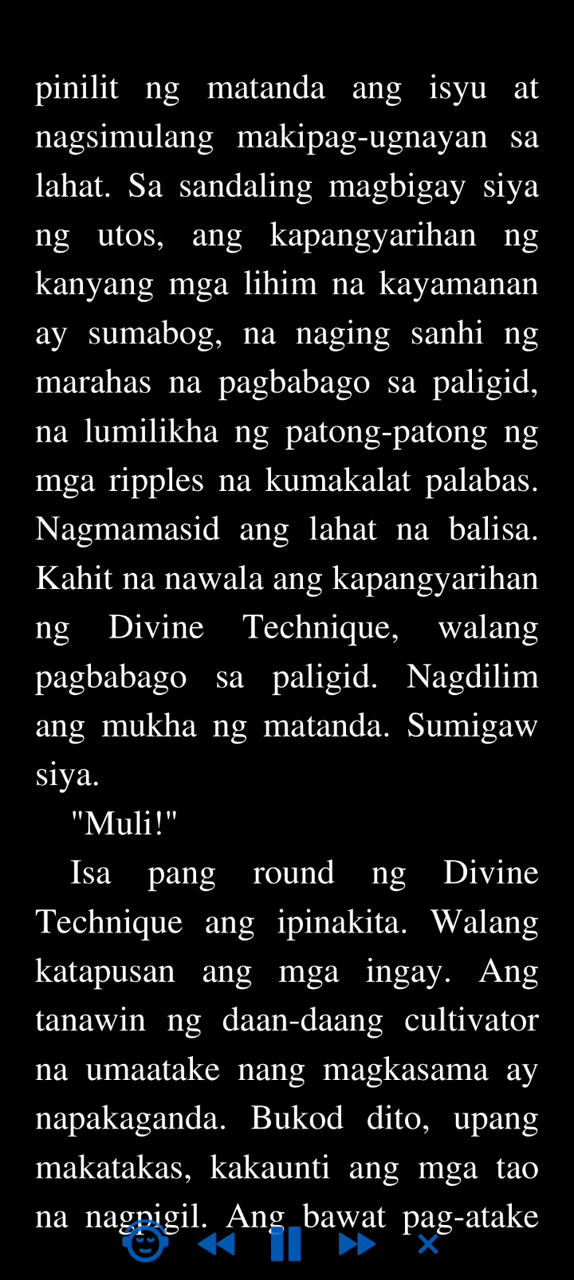 pinilit ng matanda ang isyu at
nagsimulang makipag-ugnayan sa
lahat. Sa sandaling magbigay siya
ng utos, ang kapangyarihan ng
kanyang mga lihim na kayamanan
ay sumabog, na naging sanhi ng
marahas na pagbabago sa paligid,
na lumilikha ng patong-patong ng
mga ripples na kumakalat palabas.
Nagmamasid ang lahat na balisa.
Kahit na nawala ang kapangyarihan
ng Divine Technique, walang
pagbabago sa paligid. Nagdilim
ang mukha ng matanda. Sumigaw
siya.
"Muli!"
Isa pang round ng Divine
Technique ang ipinakita. Walang
katapusan ang mga ingay. Ang
tanawin ng daan-daang cultivator
na umaatake nang magkasama ay
napakaganda. Bukod dito, upang
makatakas, kakaunti ang mga tao
na nagpigil. Ang bawat pag-atake